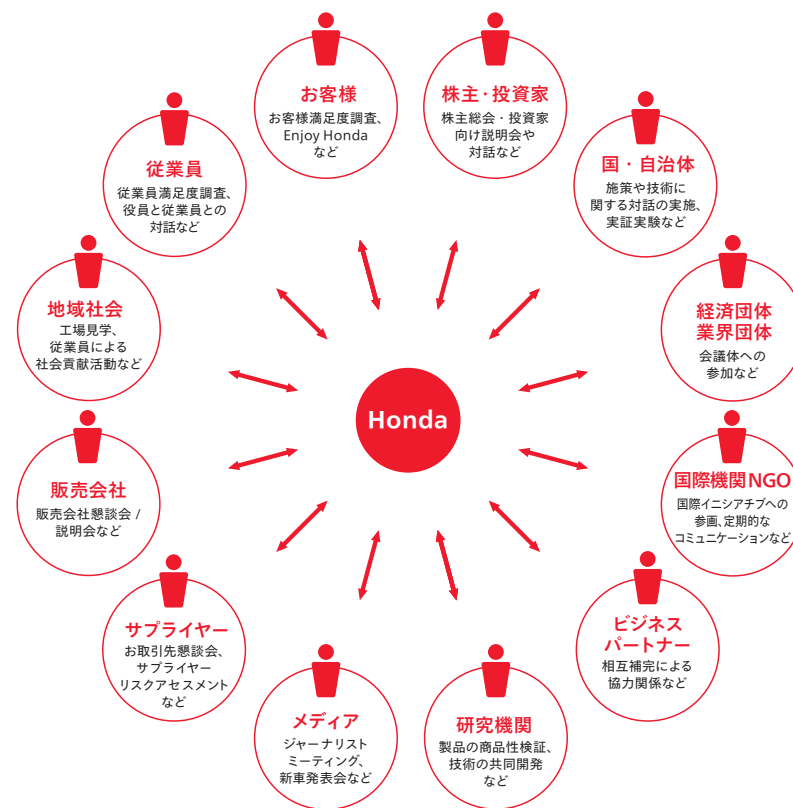 お客様
お客様満足度調査、
Enjoy Honda
など
株主・投資家
株主総会・投資家
向け説明会や
対話など
国・自治体
施策や技術に
関する対話の実施、
実証実験など
経済団体
業界団体
会議体への
参加など
国際機関NGO
国際イニシアチブへの
参画、定期的な
コミュニケーションなど
ビジネス
パートナー
相互補完による
協力関係など
研究機関
製品の商品性検証、
技術の共同開発
など
メディア
ジャーナリスト
ミーティング、
新車発表会など
サプライヤー
お取引先懇談会、
サプライヤー
リスクアセスメント
など
販売会社
販売会社懇談会 /
説明会など
地域社会
工場見学、
従業員による
社会貢献活動など
従業員
従業員満足度調査、
役員と従業員との
対話など
Honda